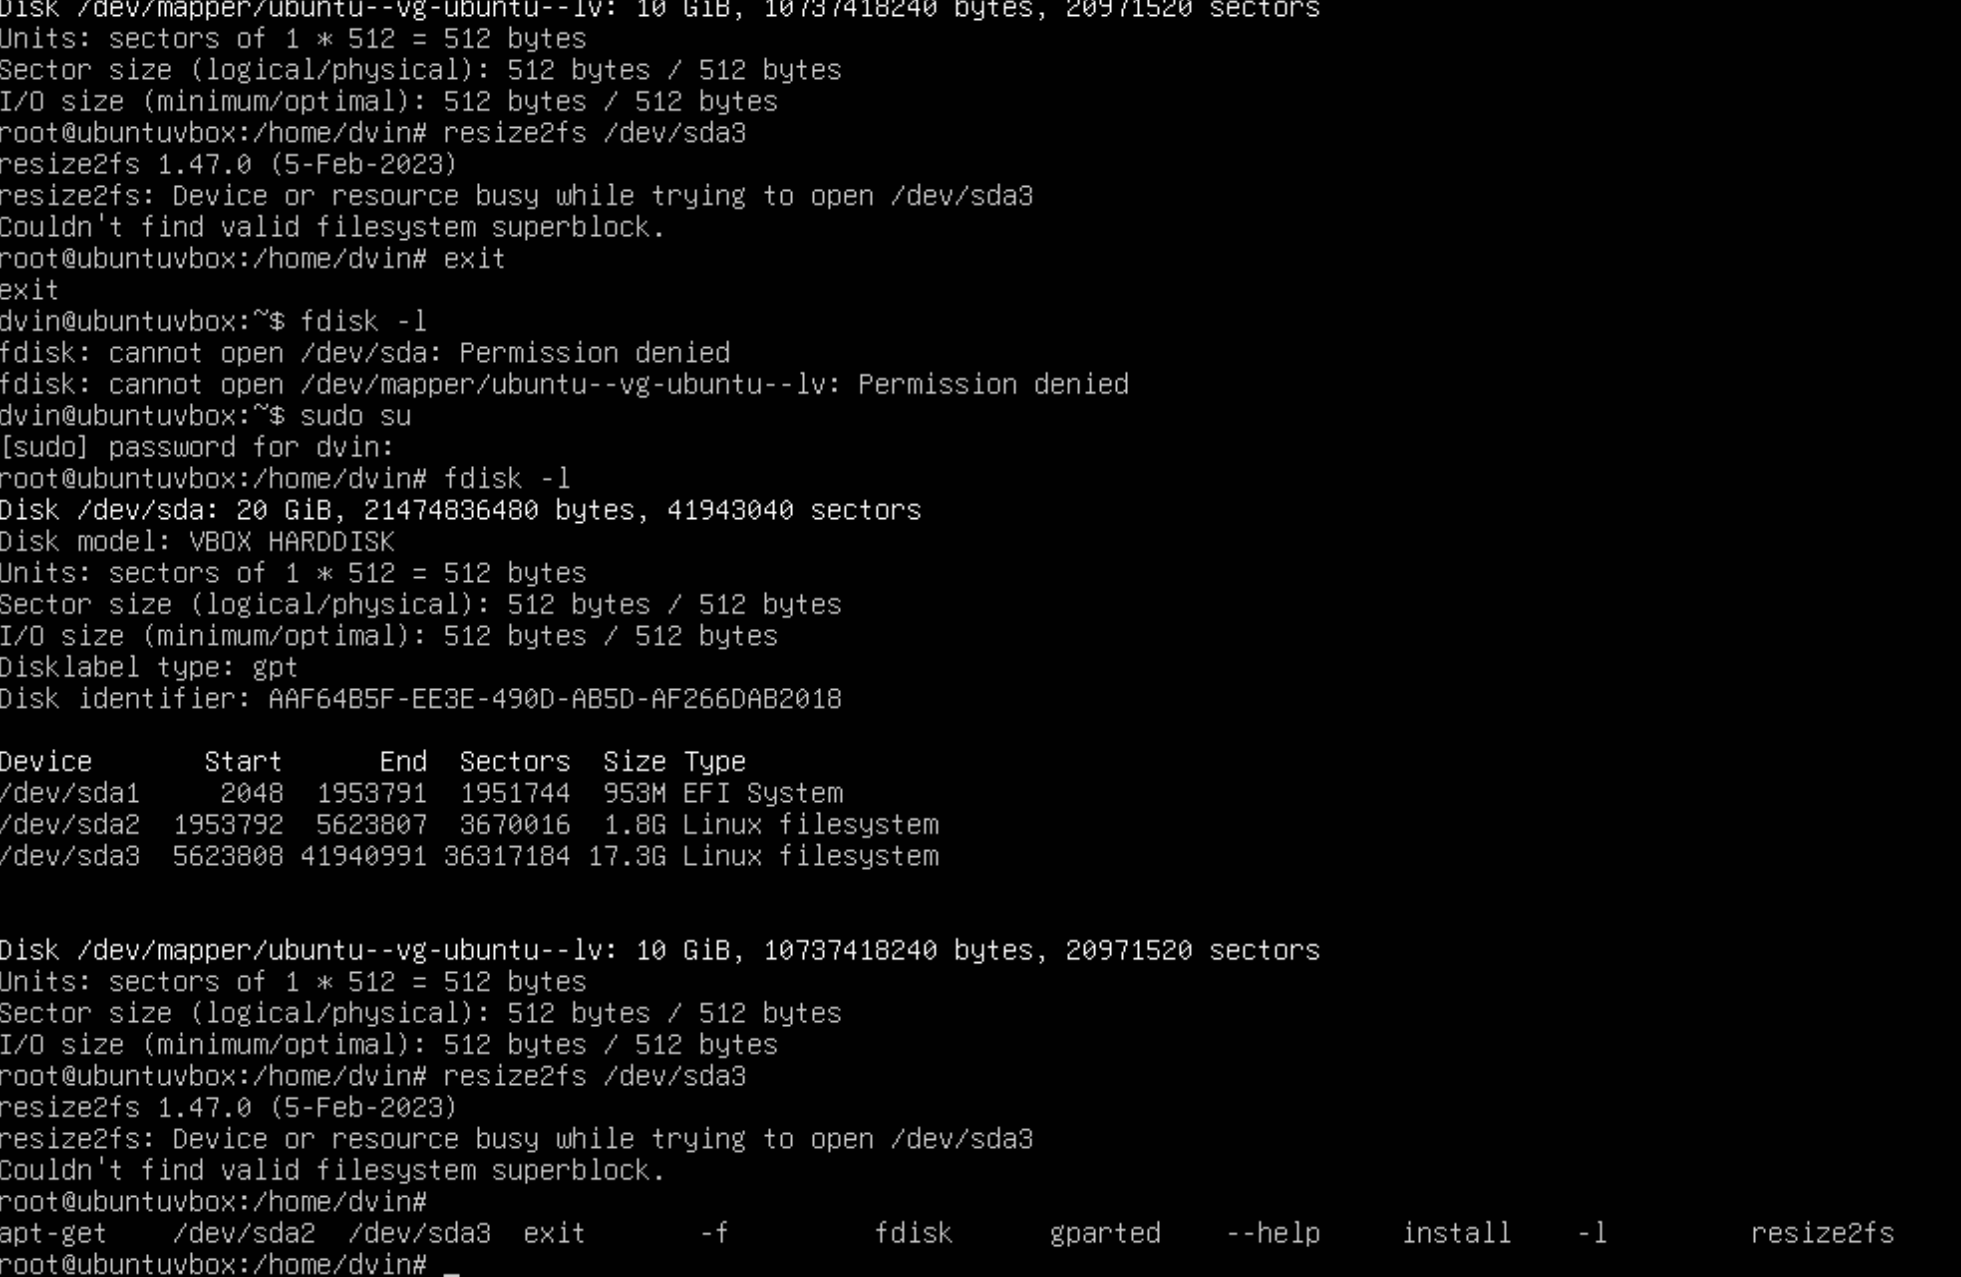 Disk /dev/mapper/ubuntu--vg-ubuntu--lv: 10 GiB, 10737418240 bytes, 20971520 sectors
Units: sectors of 1 * 512 = 512 bytes
Sector size (logical/physical): 512 bytes / 512 bytes
I/O size (minimum/optimal): 512 bytes / 512 bytes
root@ubuntuvbox:/home/dvin# resize2fs /dev/sda3
resize2fs 1.47.0 (5-Feb-2023)
resize2fs: Device or resource busy while trying to open /dev/sda3
Couldn't find valid filesystem superblock.
root@ubuntuvbox:/home/dvin# exit
exit
dvin@ubuntuvbox:~$ fdisk -l
fdisk: cannot open /dev/sda: Permission denied
fdisk: cannot open /dev/mapper/ubuntu--vg-ubuntu--lv: Permission denied
dvin@ubuntuvbox:~$ sudo su
[sudo] password for dvin:
root@ubuntuvbox:/home/dvin# fdisk -l
Disk /dev/sda: 20 GiB, 21474836480 bytes, 41943040 sectors
Disk model: VBOX HARDDISK
Units: sectors of 1 * 512 = 512 bytes
Sector size (logical/physical): 512 bytes / 512 bytes
I/O size (minimum/optimal): 512 bytes / 512 bytes
Disklabel type: gpt
Disk identifier: AAF64B5F-EE3E-490D-AB5D-AF266DAB2018
Device       Start      End  Sectors  Size Type
/dev/sda1     2048  1953791  1951744  953M EFI System
/dev/sda2  1953792  5623807  3670016  1.8G Linux filesystem
/dev/sda3  5623808 41940991 36317184 17.3G Linux filesystem
Disk /dev/mapper/ubuntu--vg-ubuntu--lv: 10 GiB, 10737418240 bytes, 20971520 sectors
Units: sectors of 1 * 512 = 512 bytes
Sector size (logical/physical): 512 bytes / 512 bytes
I/O size (minimum/optimal): 512 bytes / 512 bytes
root@ubuntuvbox:/home/dvin# resize2fs /dev/sda3
resize2fs 1.47.0 (5-Feb-2023)
resize2fs: Device or resource busy while trying to open /dev/sda3
Couldn't find valid filesystem superblock.
root@ubuntuvbox:/home/dvin#
apt-get    /dev/sda2  /dev/sda3  exit       -f         fdisk      gparted    --help     install    -l         resize2fs
root@ubuntuvbox:/home/dvin# _